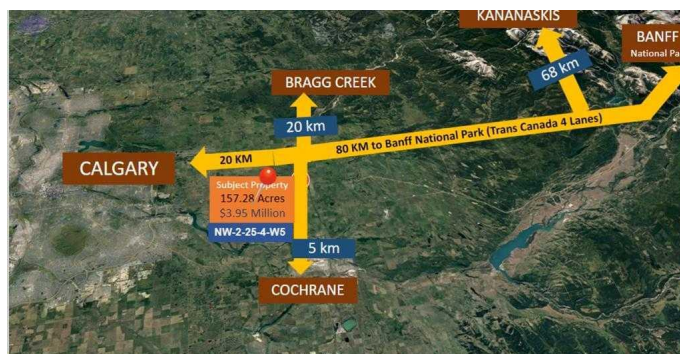 KANANASKIS
BANFF
National Pa
68 km
BRAGG CREEK
20 km
80 KM to Banff National Park (Trans Canada 4 Lanes)
20 KM
CALGARY
Subject Property
157.28 Acres
$3.95 Million
NW-2-25-4-W5
5 km
COCHRANE